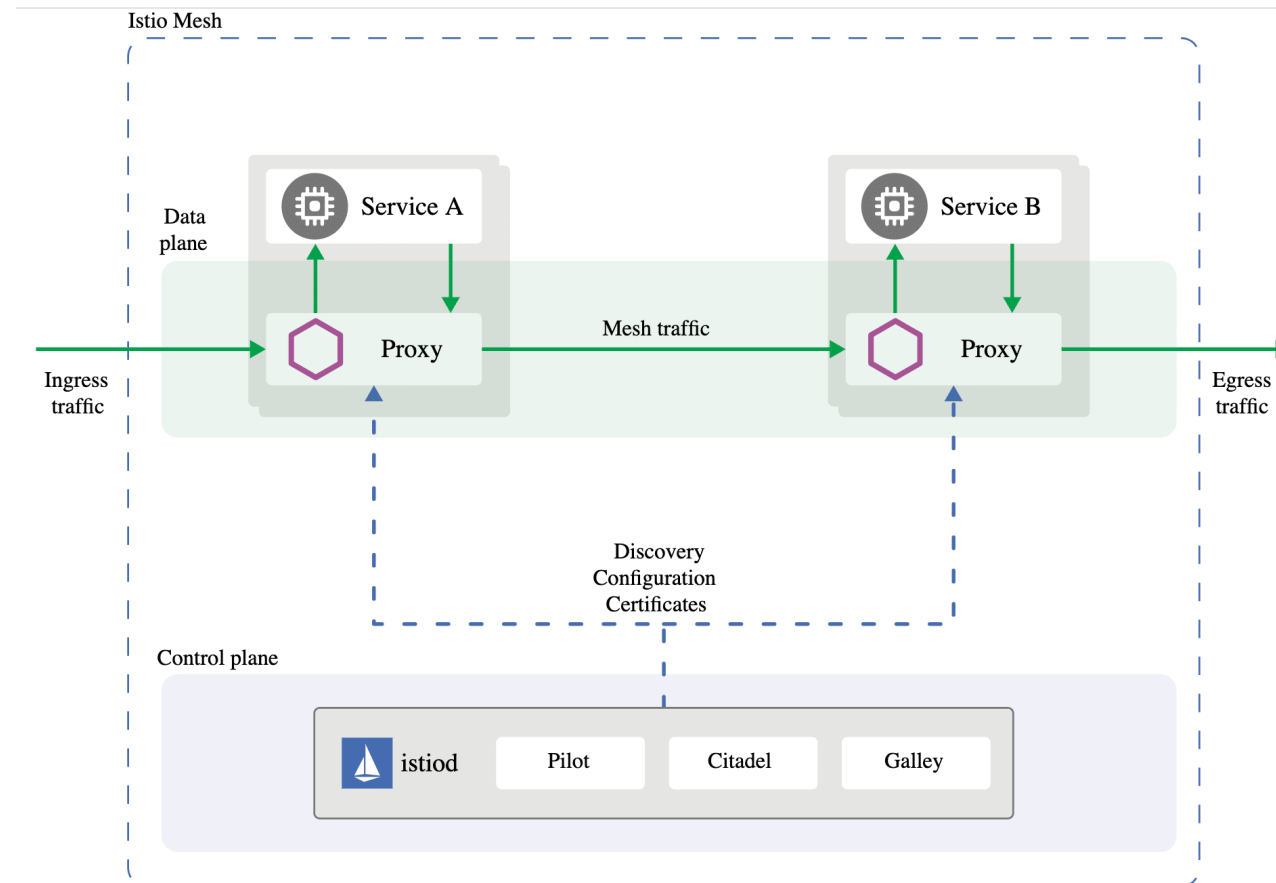 Istio Mesh
Service A
Service B
Data
plane
Mesh traffic
Proxy
Proxy
Ingress
traffic
Egress
traffic
Discovery
Configuration
Certificates
Control plane
istiod
Pilot
Citadel
Galley